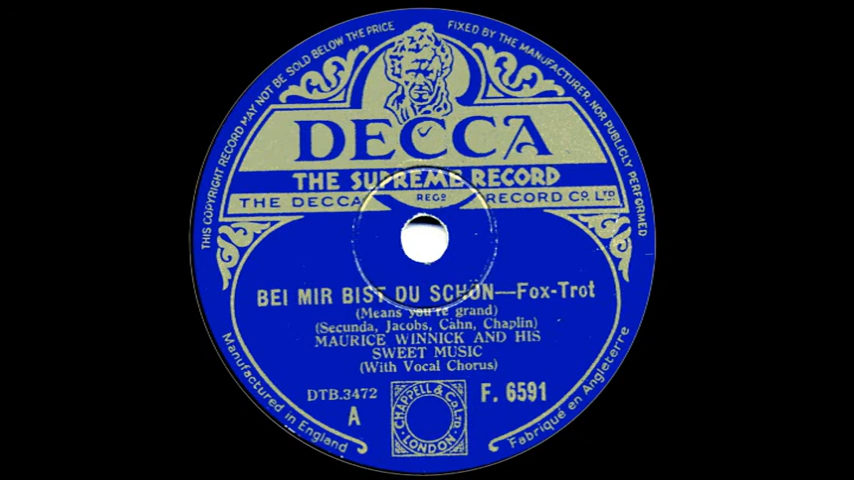 THIS COPYRIGHT RECORD MAY NOT BE SOLD BELOW THE PRICE FIXED BY THE MANUFACTURER, NOR PUBLICLY PERFORMED
DECCA
THE SUPREME RECORD
THE DECCA REGD RECORD CO. LTD
BEI MIR BIST DU SCHÖN—Fox-Trot
(Means you're grand)
(Secunda, Jacobs, Cahn, Chaplin)
MAURICE WINNICK AND HIS
SWEET MUSIC
(With Vocal Chorus)
DTB.3472
A
F. 6591
CHAPPELL & CO LTD
LONDON
Manufactured in England
Fabriqué en Angleterre